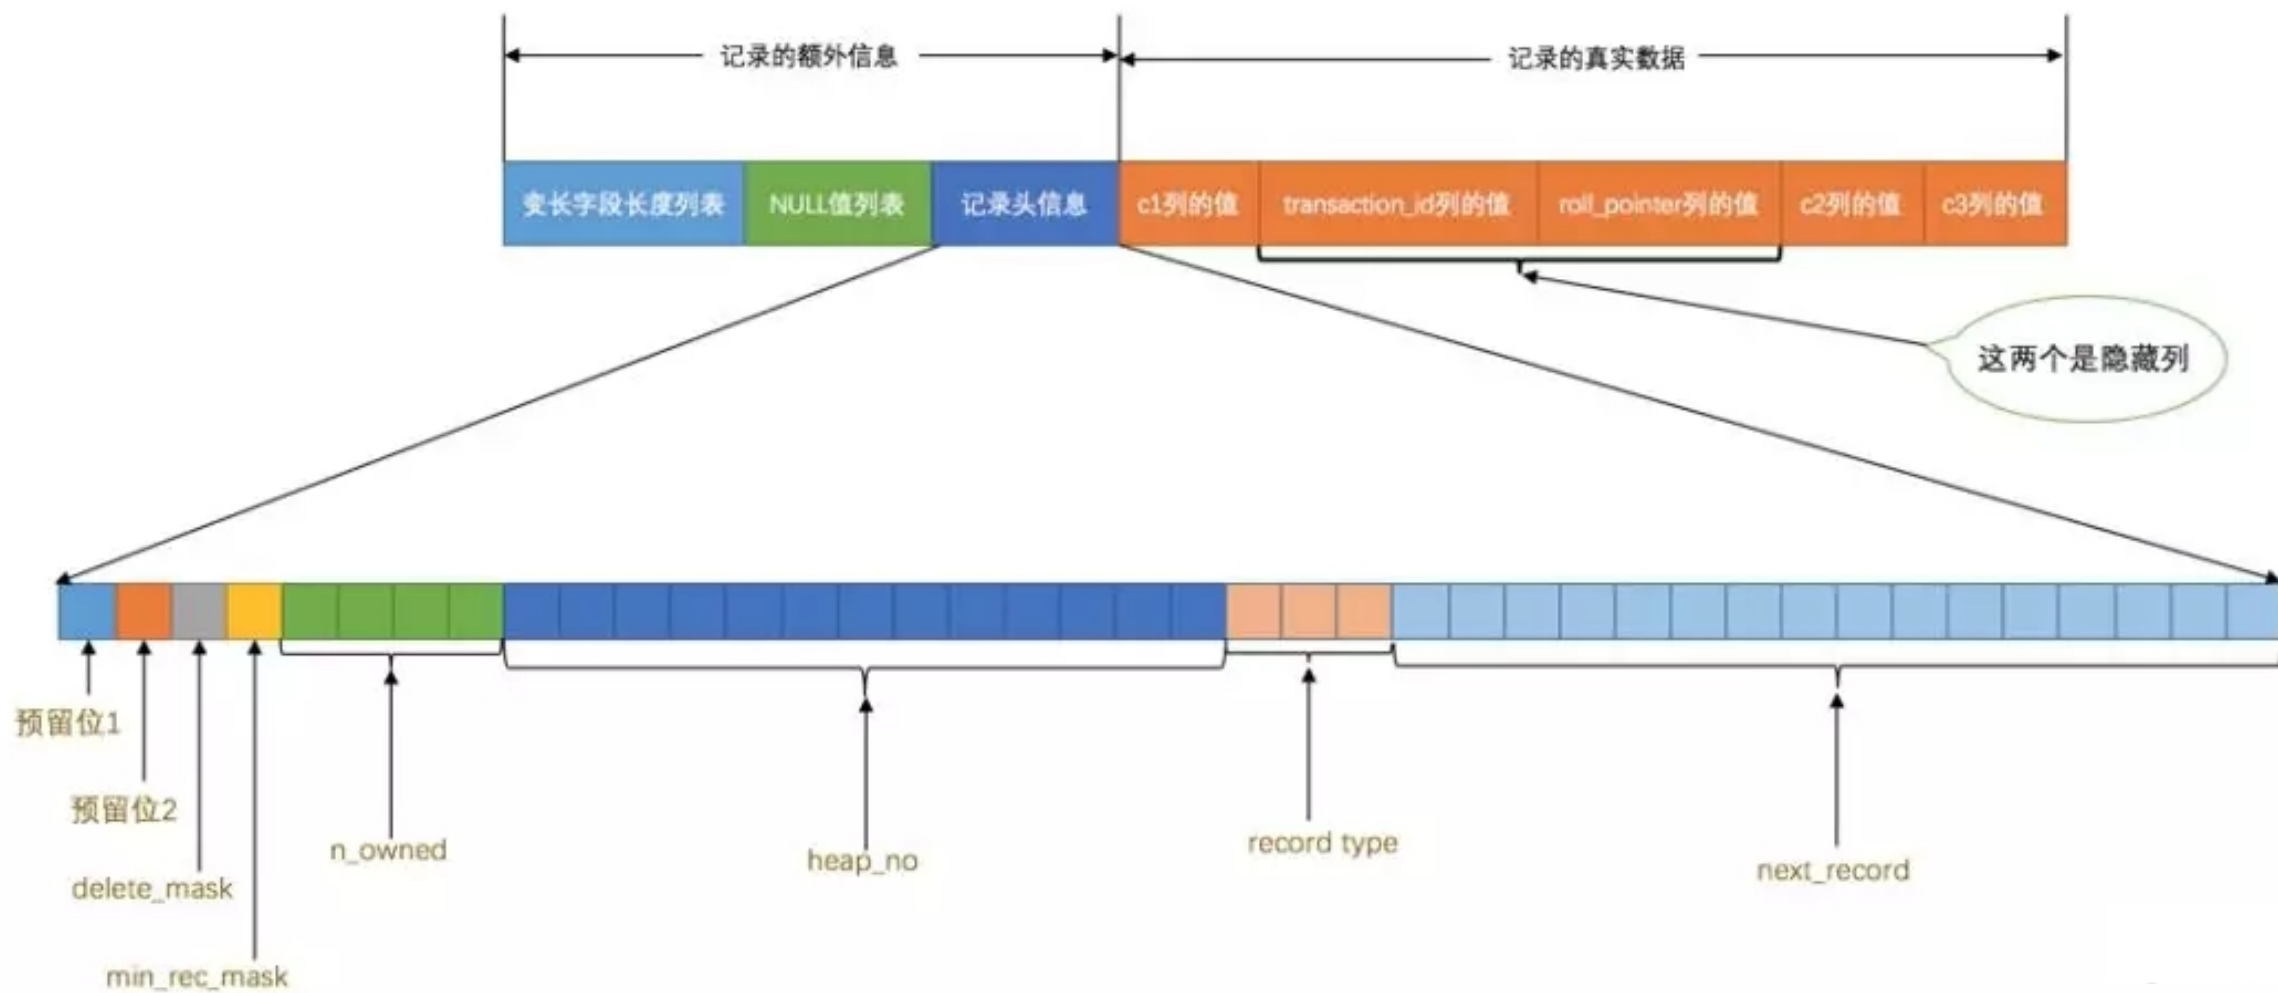 记录的额外信息
记录的真实数据
变长字段长度列表
NULL值列表
记录头信息
c1列的值
transaction_id列的值
roll_pointer列的值
c2列的值
c3列的值
这两个是隐藏列
预留位1
预留位2
delete_mask
min_rec_mask
n_owned
heap_no
record type
next_record